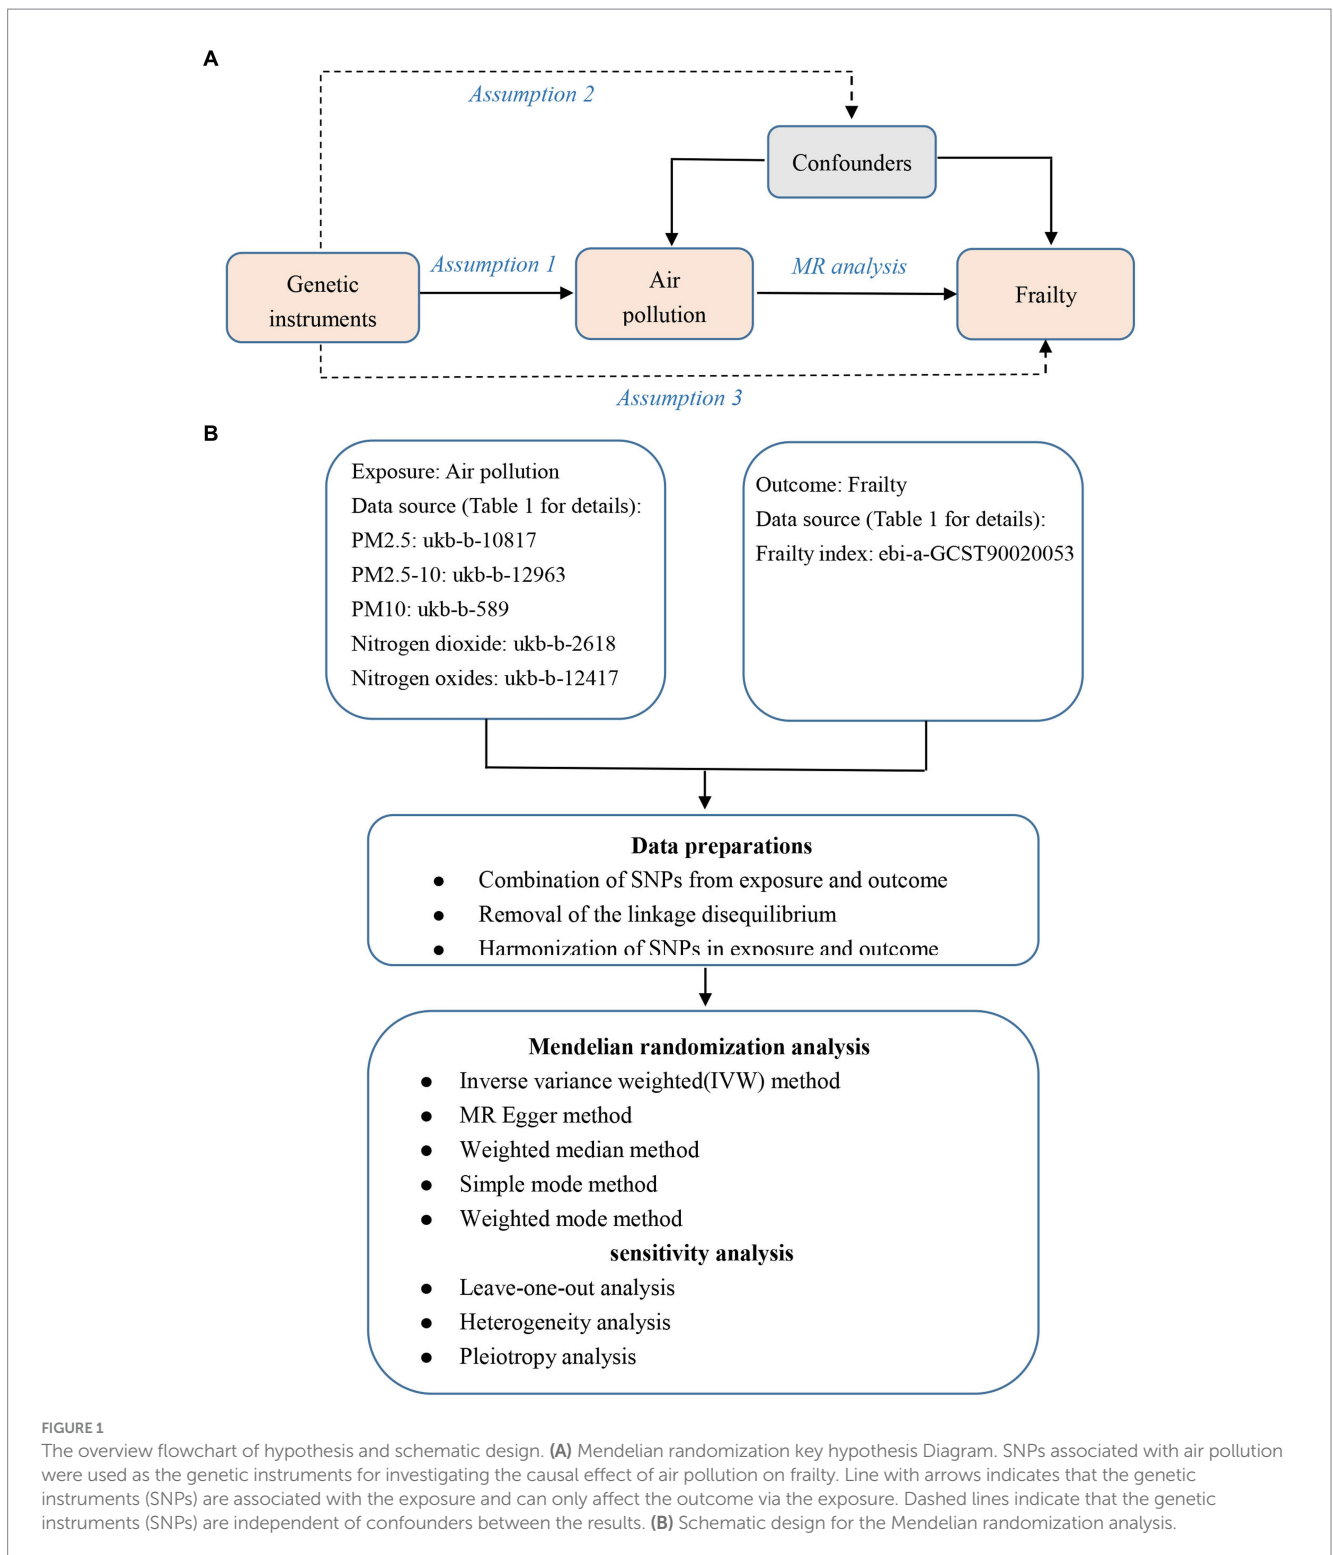 A
Assumption 2
Confounders
Assumption 1
MR analysis
Genetic
instruments
Air
pollution
Frailty
Assumption 3
B
Exposure: Air pollution
Data source (Table 1 for details):
PM2.5: ukb-b-10817
PM2.5-10: ukb-b-12963
PM10: ukb-b-589
Nitrogen dioxide: ukb-b-2618
Nitrogen oxides: ukb-b-12417
Outcome: Frailty
Data source (Table 1 for details):
Frailty index: ebi-a-GCST90020053
Data preparations
● Combination of SNPs from exposure and outcome
● Removal of the linkage disequilibrium
● Harmonization of SNPs in exposure and outcome
Mendelian randomization analysis
● Inverse variance weighted(IVW) method
● MR Egger method
● Weighted median method
● Simple mode method
● Weighted mode method
sensitivity analysis
● Leave-one-out analysis
● Heterogeneity analysis
● Pleiotropy analysis
FIGURE 1
The overview flowchart of hypothesis and schematic design. (A) Mendelian randomization key hypothesis Diagram. SNPs associated with air pollution
were used as the genetic instruments for investigating the causal effect of air pollution on frailty. Line with arrows indicates that the genetic
instruments (SNPs) are associated with the exposure and can only affect the outcome via the exposure. Dashed lines indicate that the genetic
instruments (SNPs) are independent of confounders between the results. (B) Schematic design for the Mendelian randomization analysis.